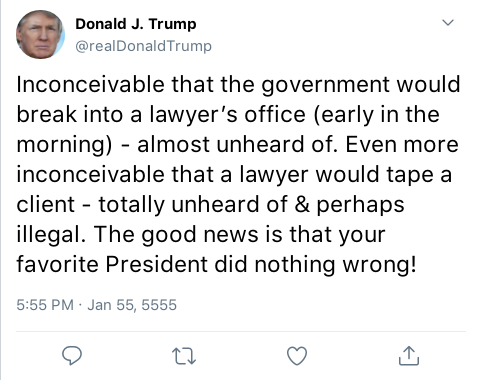 Donald J. Trump
@realDonaldTrump
Inconceivable that the government would
break into a lawyer’s office (early in the
morning) - almost unheard of. Even more
inconceivable that a lawyer would tape a
client - totally unheard of & perhaps
illegal. The good news is that your
favorite President did nothing wrong!
5:55 PM · Jan 55, 5555